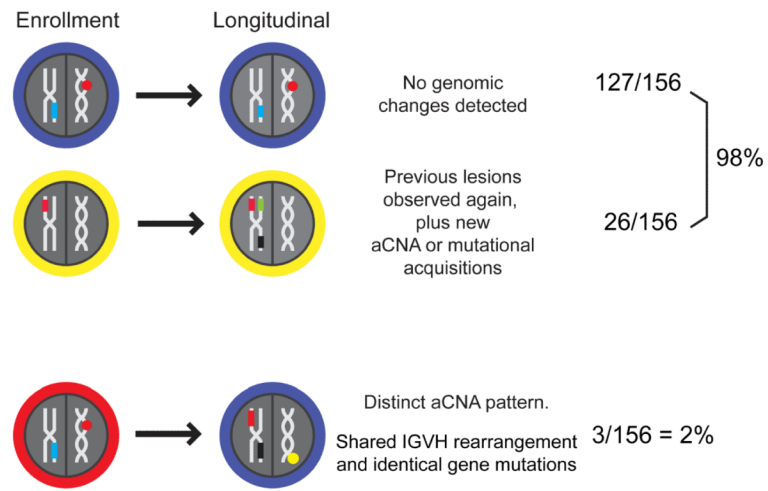 Enrollment
Longitudinal
No genomic
changes detected
127/156
98%
Previous lesions
observed again,
plus new
aCNA or mutational
acquisitions
26/156
Distinct aCNA pattern.
Shared IGVH rearrangement
and identical gene mutations
3/156 = 2%